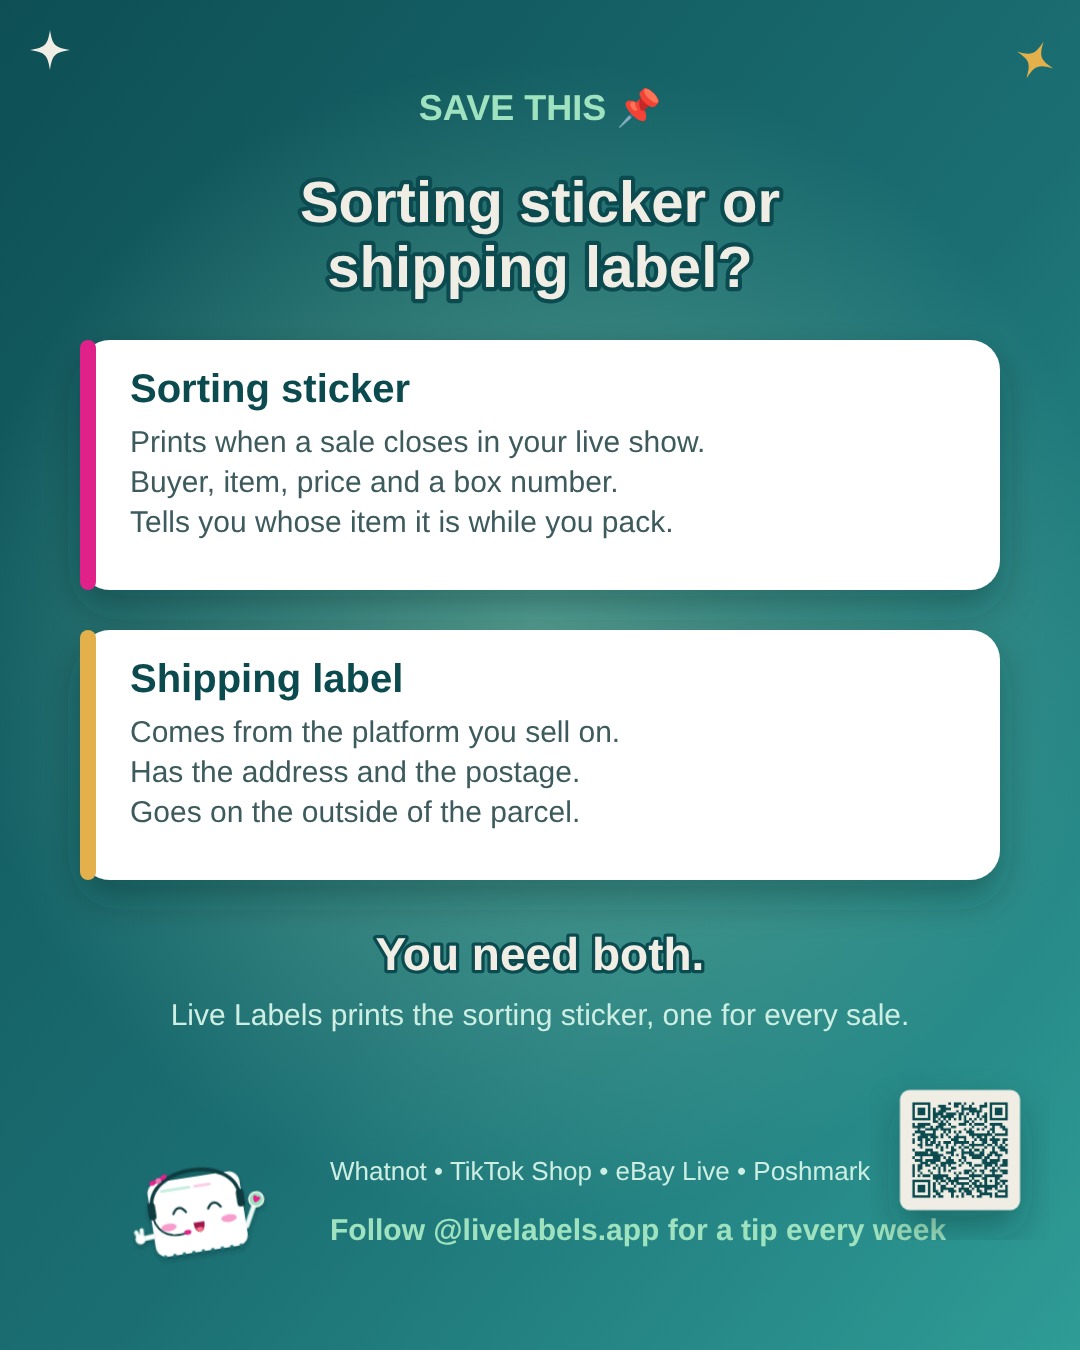 SAVE THIS 📌
Sorting sticker or
shipping label?
Sorting sticker
Prints when a sale closes in your live show.
Buyer, item, price and a box number.
Tells you whose item it is while you pack.
Shipping label
Comes from the platform you sell on.
Has the address and the postage.
Goes on the outside of the parcel.
You need both.
Live Labels prints the sorting sticker, one for every sale.
Whatnot • TikTok Shop • eBay Live • Poshmark
Follow @livelabels.app for a tip every week